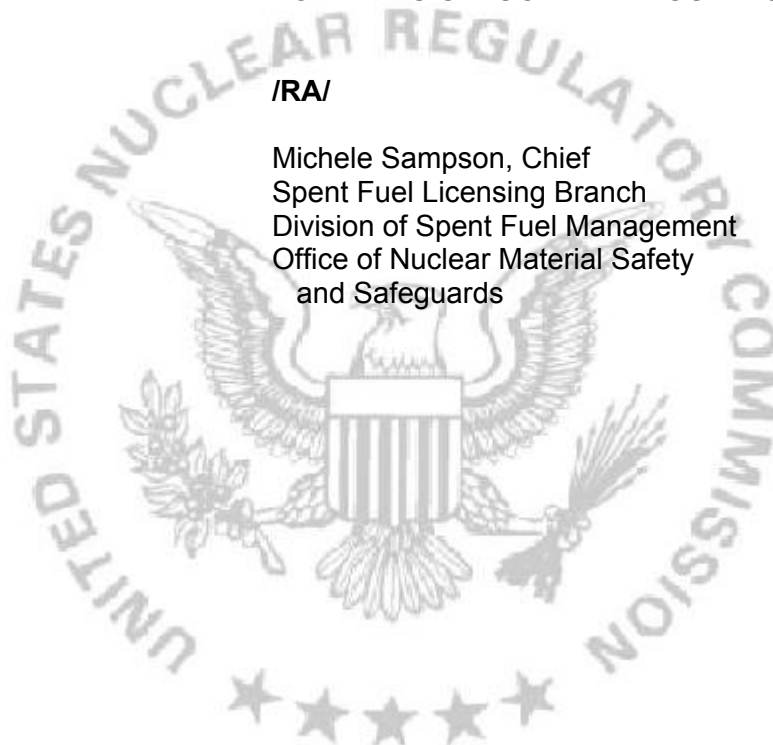 /RA/
Michele Sampson, Chief
Spent Fuel Licensing Branch
Division of Spent Fuel Management
Office of Nuclear Material Safety
and Safeguards
UNITED STATES NUCLEAR REGULATORY COMMISSION